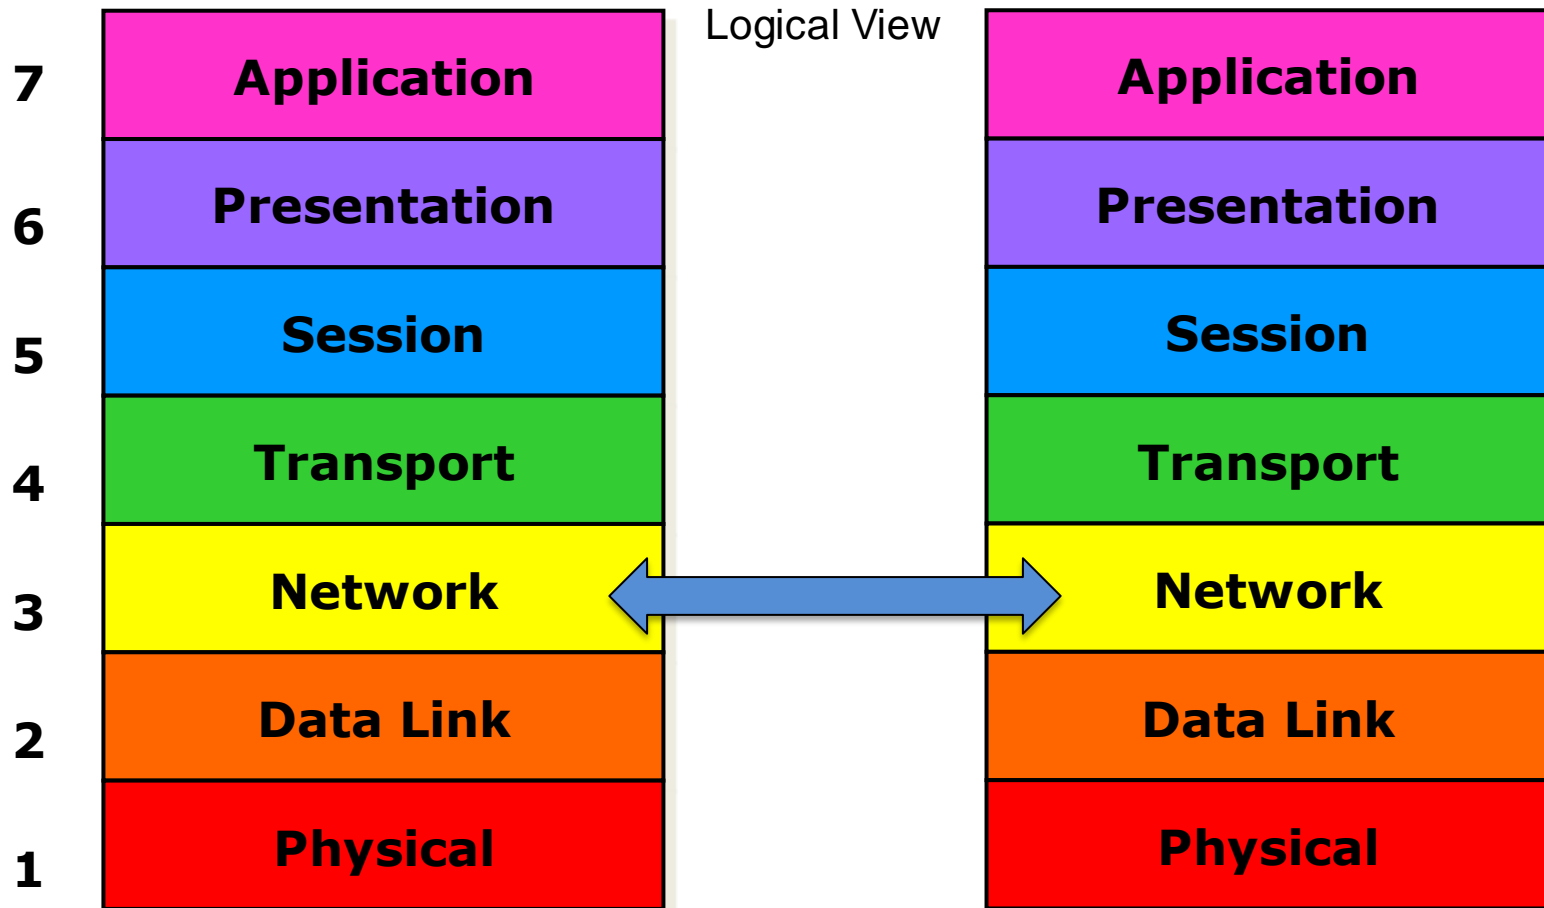 Logical View
7
Application
Application
6
Presentation
Presentation
5
Session
Session
4
Transport
Transport
3
Network
Network
2
Data Link
Data Link
1
Physical
Physical